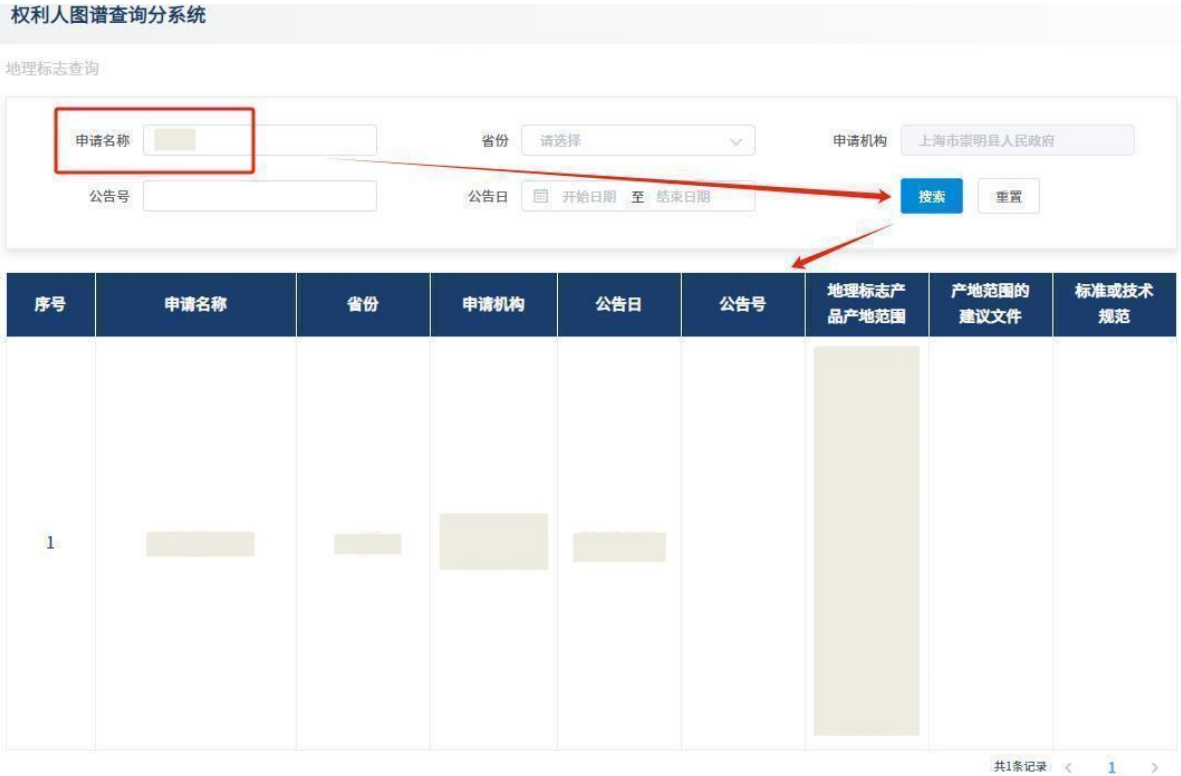 权利人图谱查询分系统
地理标志查询
申请名称 省份 请选择 申请机构 上海市崇明县人民政府
公告号 公告日 开始日期 至 结束日期 搜索 重置
序号 申请名称 省份 申请机构 公告日 公告号 地理标志产品产地范围 产地范围的建议文件 标准或技术规范
1
共1条记录 < 1 >